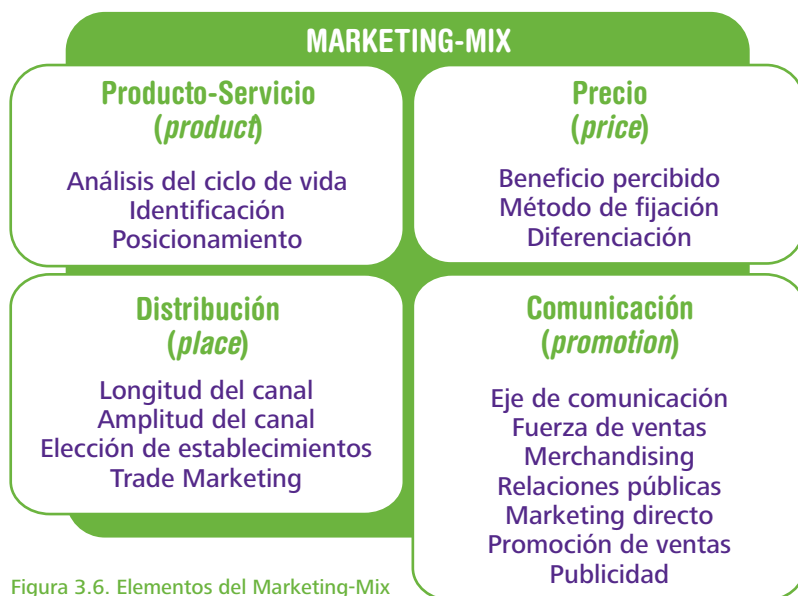 MARKETING-MIX
Producto-Servicio
(product)
Análisis del ciclo de vida
Identificación
Posicionamiento
Precio
(price)
Beneficio percibido
Método de fijación
Diferenciación
Distribución
(place)
Longitud del canal
Amplitud del canal
Elección de establecimientos
Trade Marketing
Comunicación
(promotion)
Eje de comunicación
Fuerza de ventas
Merchandising
Relaciones públicas
Marketing directo
Promoción de ventas
Publicidad
Figura 3.6. Elementos del Marketing-Mix